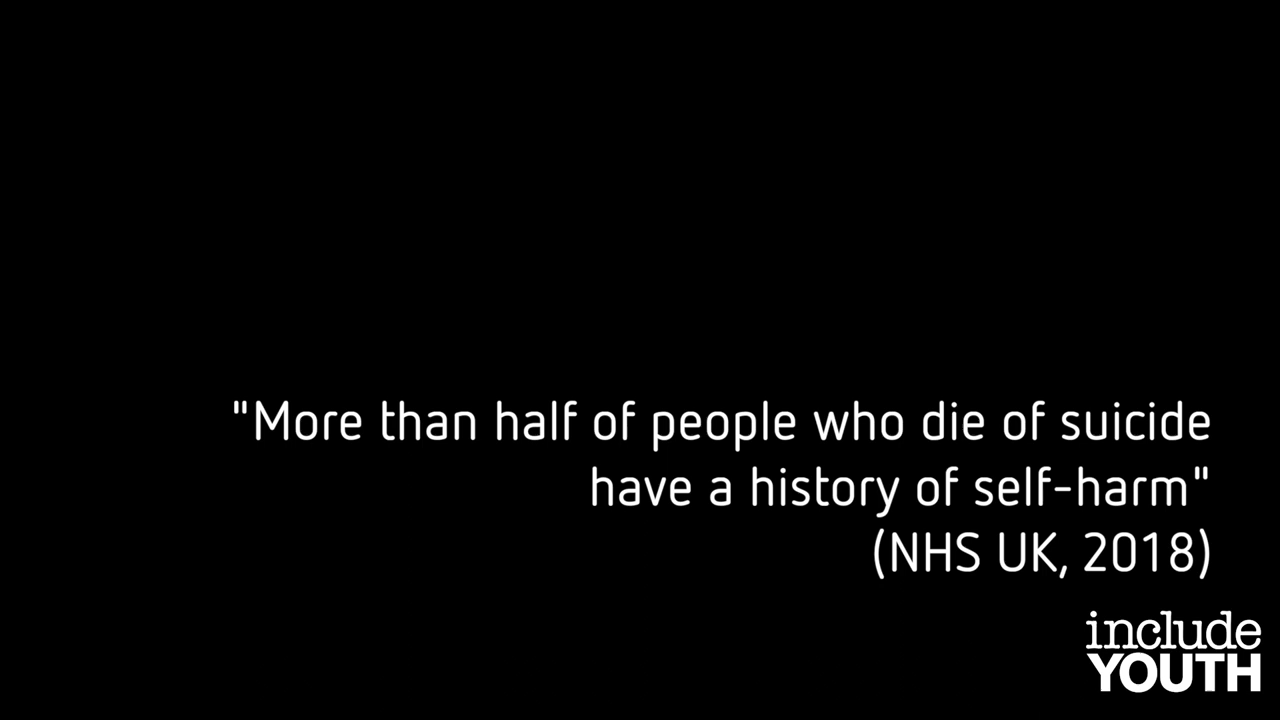 "More than half of people who die of suicide
have a history of self-harm"
(NHS UK, 2018)
include
YOUTH